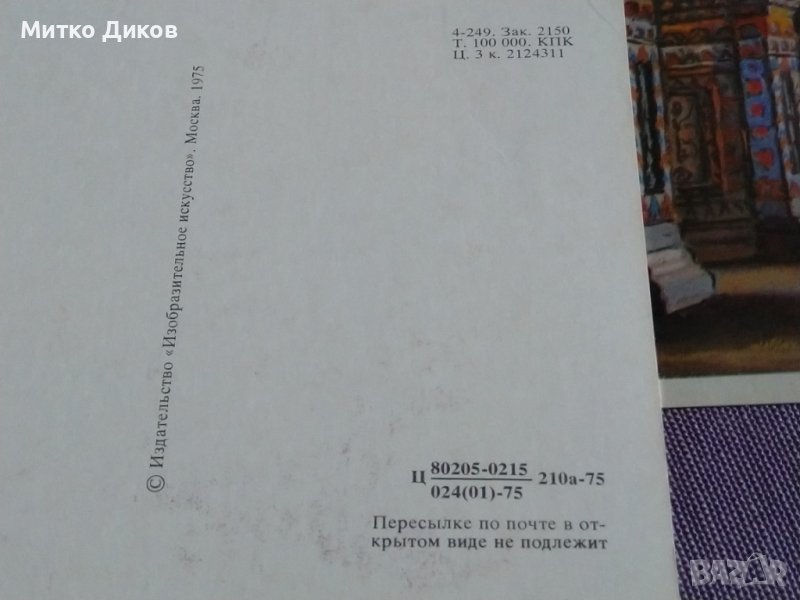 Митко Диков
4-249. Зак. 2150
Т. 100 000. КПК
Ц. 3 к. 2124311
© Издательство «Изобразительное искусство». Москва. 1975
Ц 80205-0215 210а-75
024(01)-75
Пересылке по почте в от-
крытом виде не подлежит
BAZAR